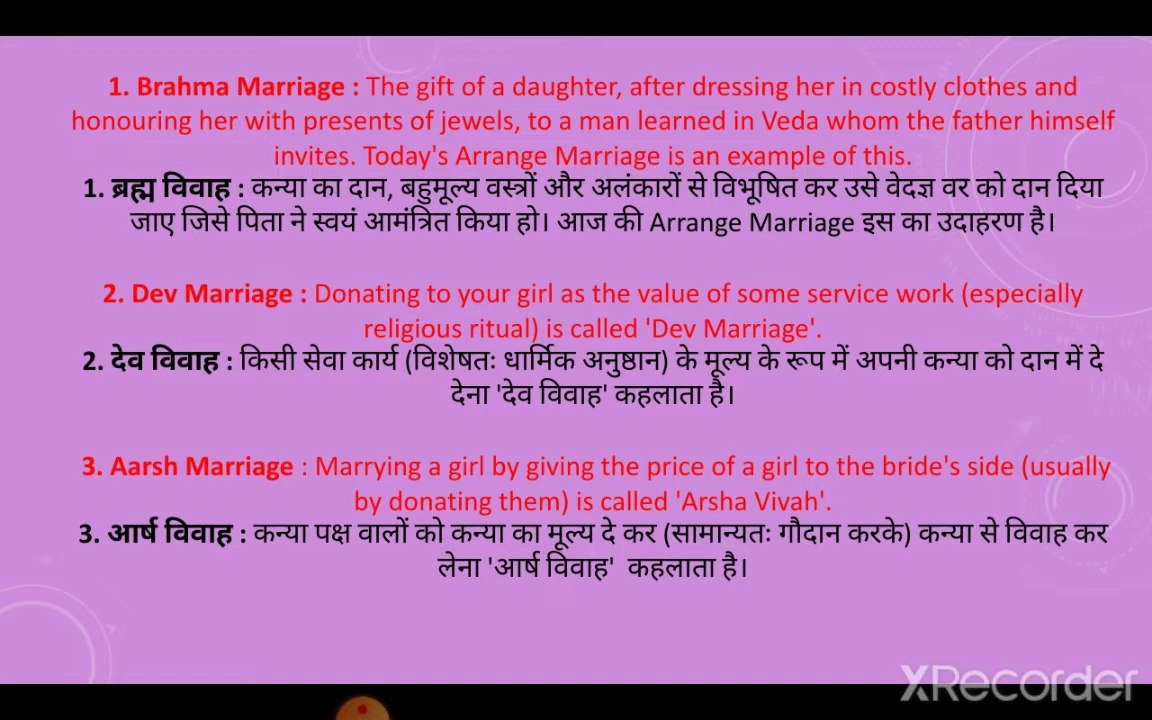 1. Brahma Marriage : The gift of a daughter, after dressing her in costly clothes and
honouring her with presents of jewels, to a man learned in Veda whom the father himself
invites. Today's Arrange Marriage is an example of this.
1. ब्रह्म विवाह : कन्या का दान, बहुमूल्य वस्त्रों और अलंकारों से विभूषित कर उसे वेदज्ञ वर को दान दिया
जाए जिसे पिता ने स्वयं आमंत्रित किया हो। आज की Arrange Marriage इस का उदाहरण है।
2. Dev Marriage : Donating to your girl as the value of some service work (especially
religious ritual) is called 'Dev Marriage'.
2. देव विवाह : किसी सेवा कार्य (विशेषतः धार्मिक अनुष्ठान) के मूल्य के रूप में अपनी कन्या को दान में दे
देना 'देव विवाह' कहलाता है।
3. Aarsh Marriage : Marrying a girl by giving the price of a girl to the bride's side (usually
by donating them) is called 'Arsha Vivah'.
3. आर्ष विवाह : कन्या पक्ष वालों को कन्या का मूल्य दे कर (सामान्यतः गौदान करके) कन्या से विवाह कर
लेना 'आर्ष विवाह' कहलाता है।
XRecorder